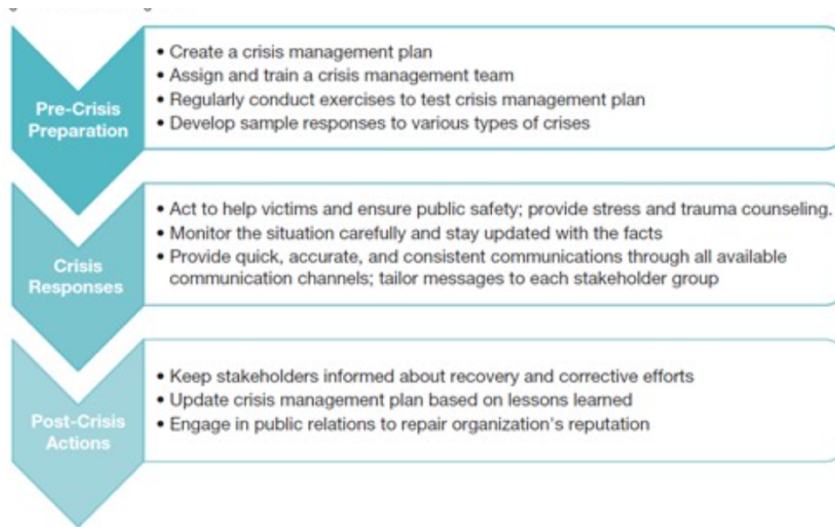 Pre-Crisis
Preparation
• Create a crisis management plan
• Assign and train a crisis management team
• Regularly conduct exercises to test crisis management plan
• Develop sample responses to various types of crises
Crisis
Responses
• Act to help victims and ensure public safety; provide stress and trauma counseling.
• Monitor the situation carefully and stay updated with the facts
• Provide quick, accurate, and consistent communications through all available
communication channels; tailor messages to each stakeholder group
Post-Crisis
Actions
• Keep stakeholders informed about recovery and corrective efforts
• Update crisis management plan based on lessons learned
• Engage in public relations to repair organization's reputation